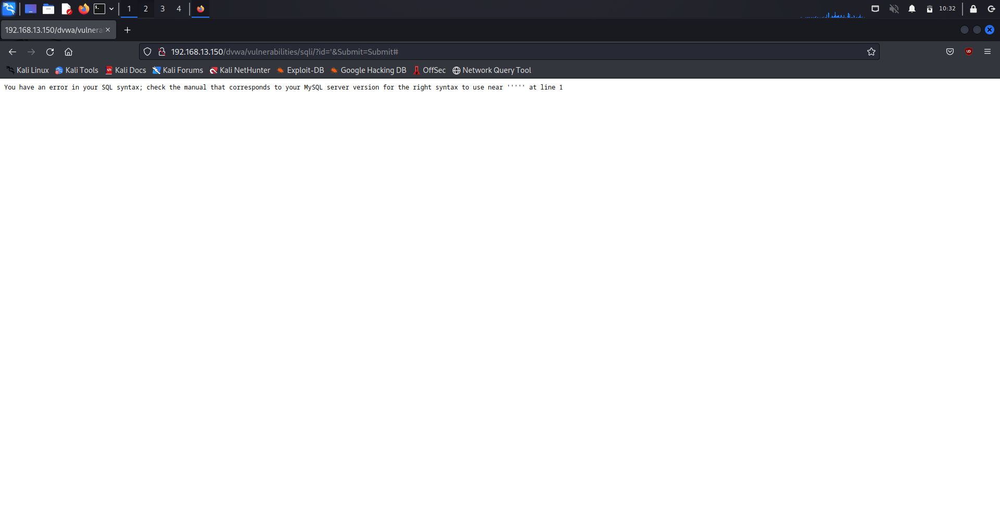 1 2 3 4 10:32
192.168.13.150/dvwa/vulnera
192.168.13.150/dvwa/vulnerabilities/sqli/?id='&Submit=Submit#
Kali Linux Kali Tools Kali Docs Kali Forums Kali NetHunter Exploit-DB Google Hacking DB OffSec Network Query Tool
You have an error in your SQL syntax; check the manual that corresponds to your MySQL server version for the right syntax to use near ''''' at line 1